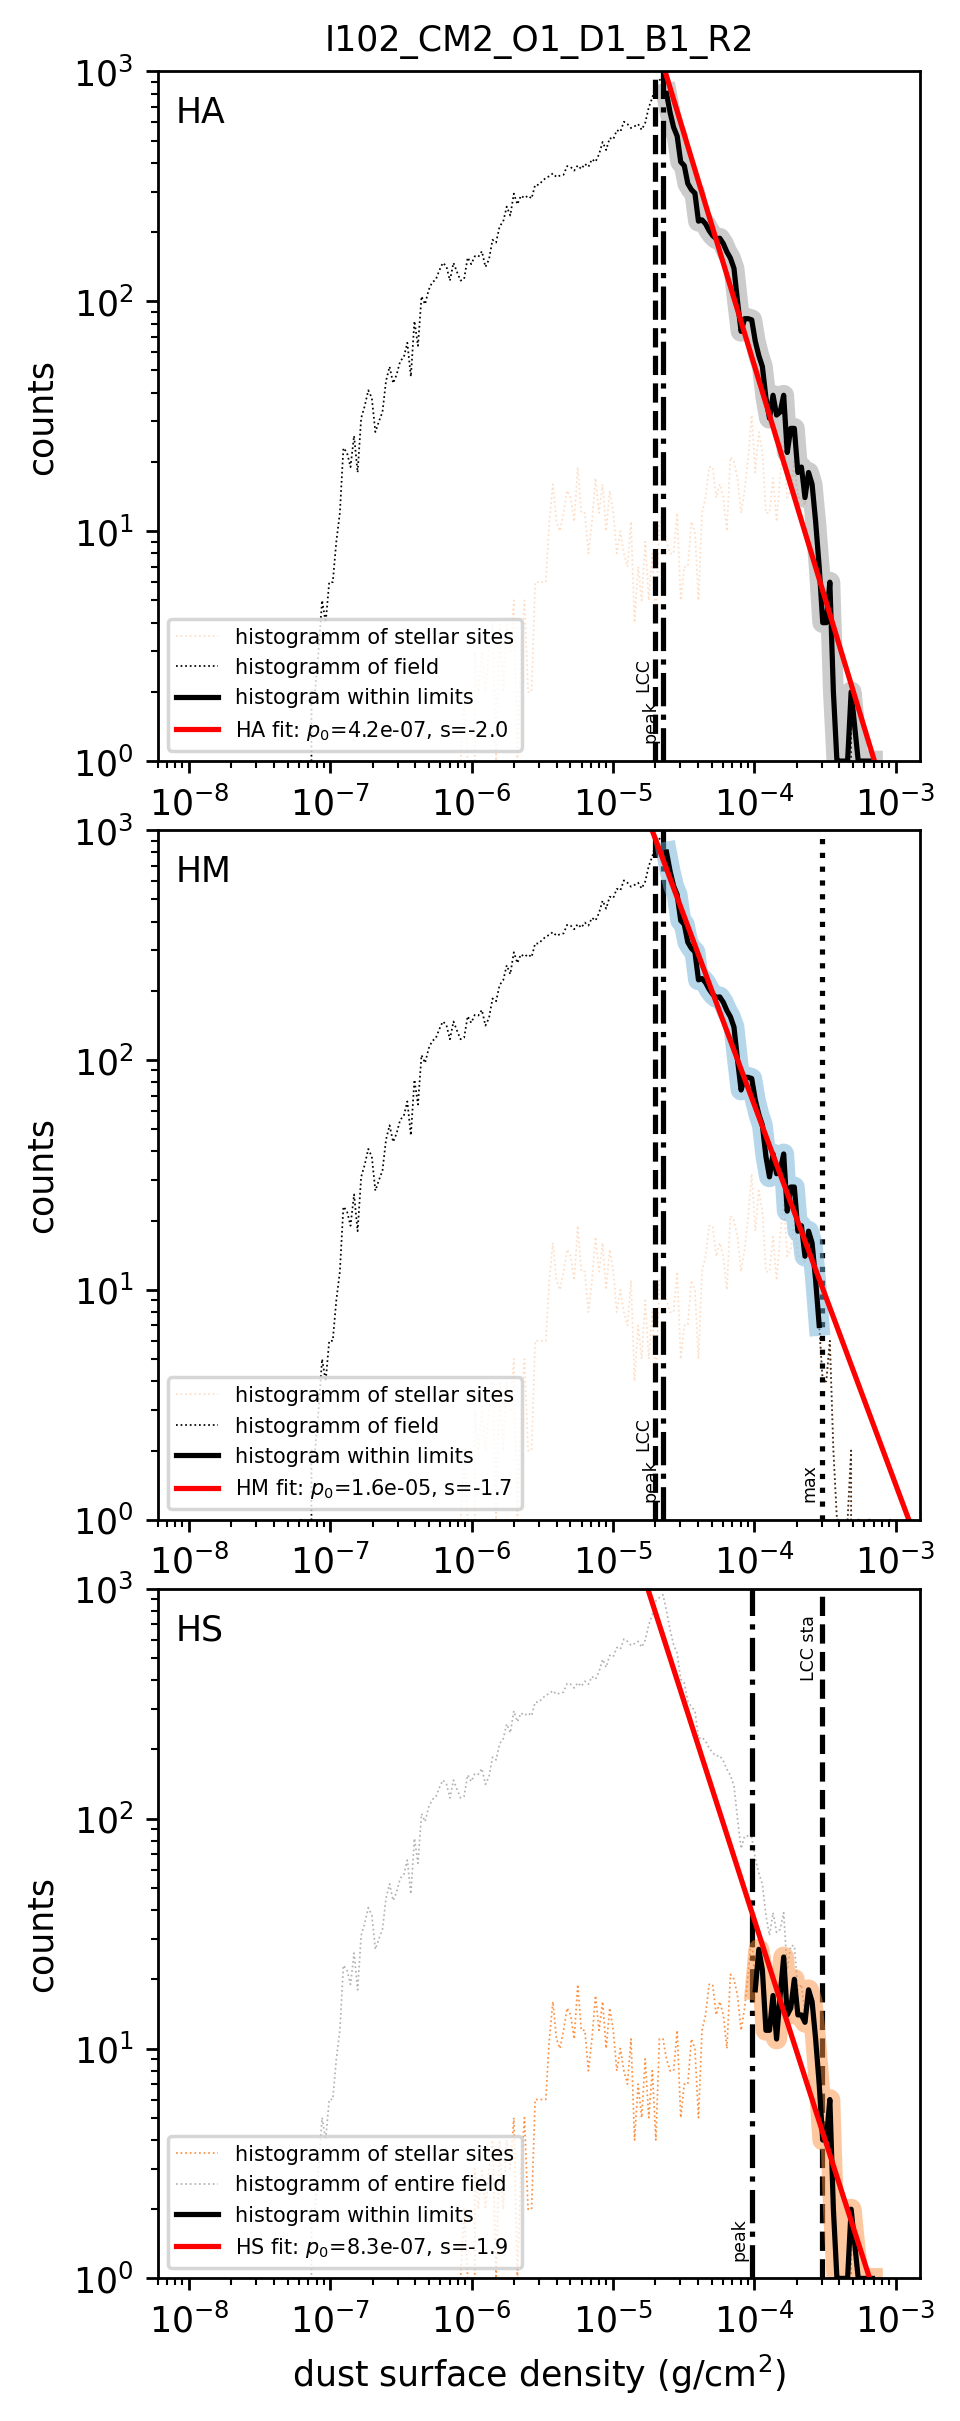 I102_CM2_O1_D1_B1_R2
HA
10³
10²
10¹
10⁰
counts
LCC
peak
histogramm of stellar sites
histogramm of field
histogram within limits
HA fit: p₀=4.2e-07, s=-2.0
10⁻⁸ 10⁻⁷ 10⁻⁶ 10⁻⁵ 10⁻⁴ 10⁻³
HM
10³
10²
10¹
10⁰
counts
LCC
peak
max
histogramm of stellar sites
histogramm of field
histogram within limits
HM fit: p₀=1.6e-05, s=-1.7
10⁻⁸ 10⁻⁷ 10⁻⁶ 10⁻⁵ 10⁻⁴ 10⁻³
HS
10³
10²
10¹
10⁰
counts
LCC sta
peak
histogramm of stellar sites
histogramm of entire field
histogram within limits
HS fit: p₀=8.3e-07, s=-1.9
10⁻⁸ 10⁻⁷ 10⁻⁶ 10⁻⁵ 10⁻⁴ 10⁻³
dust surface density (g/cm²)